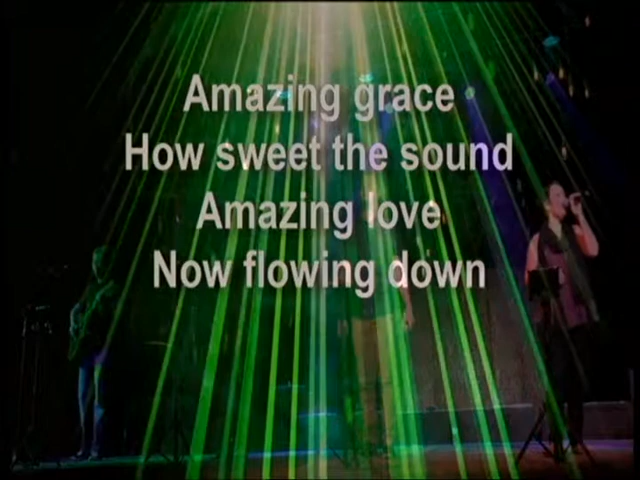 Amazing grace
How sweet the sound
Amazing love
Now flowing down